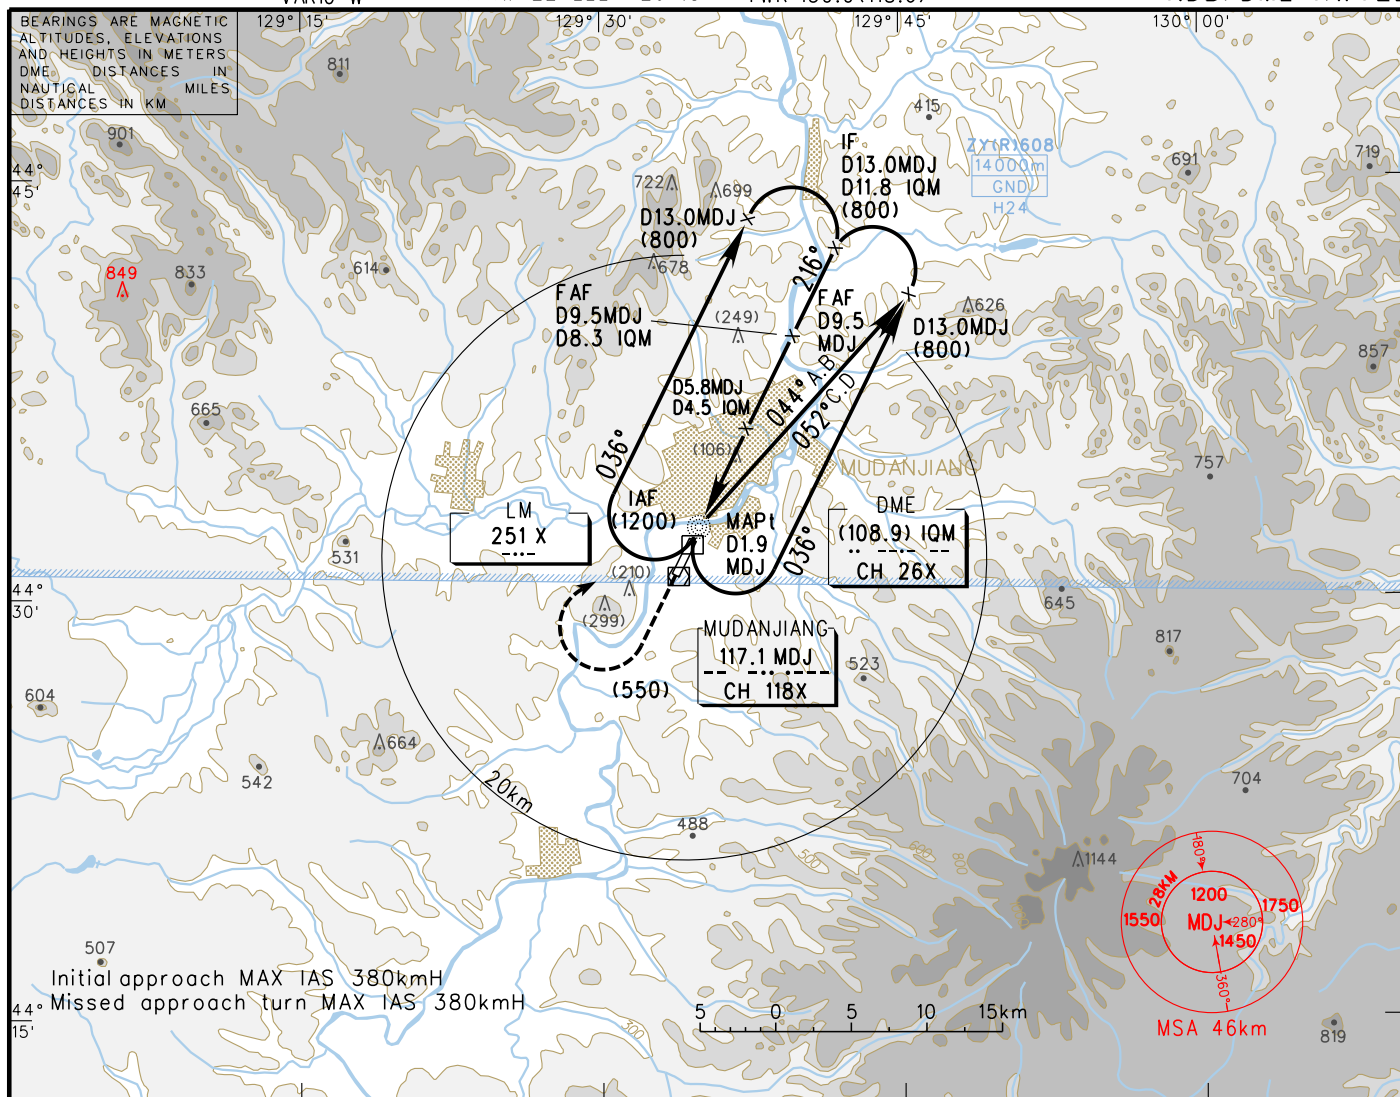 BEARINGS ARE MAGNETIC
ALTITUDES, ELEVATIONS
AND HEIGHTS IN METERS
DME DISTANCES IN
NAUTICAL MILES
DISTANCES IN KM
129°15'
129°30'
129°45'
130°00'
44°
45'
44°
30'
44°
15'
811
901
849
833
614
722
699
678
415
691
719
626
857
665
757
531
604
542
664
645
817
523
488
704
1144
507
819
(249)
(106)
(210)
(299)
ZY(R)608
14000m
GND
H24
IF
D13.0MDJ
D11.8 IQM
(800)
D13.0MDJ
(800)
216°
FAF
D9.5MDJ
D8.3 IQM
FAF
D9.5
MDJ
D13.0MDJ
(800)
D5.8MDJ
D4.5 IQM
044° A.B
052° C.D
036°
036°
IAF
(1200)
MAPt
D1.9
MDJ
MUDANJIANG
LM
251 X
DME
(108.9) IQM
CH 26X
MUDANJIANG
117.1 MDJ
CH 118X
(550)
20km
500
600
800
300
Initial approach MAX IAS 380kmH
Missed approach turn MAX IAS 380kmH
5 0 5 10 15km
180°
28KM
1200
1550
1750
MDJ
280°
1450
360°
MSA 46km